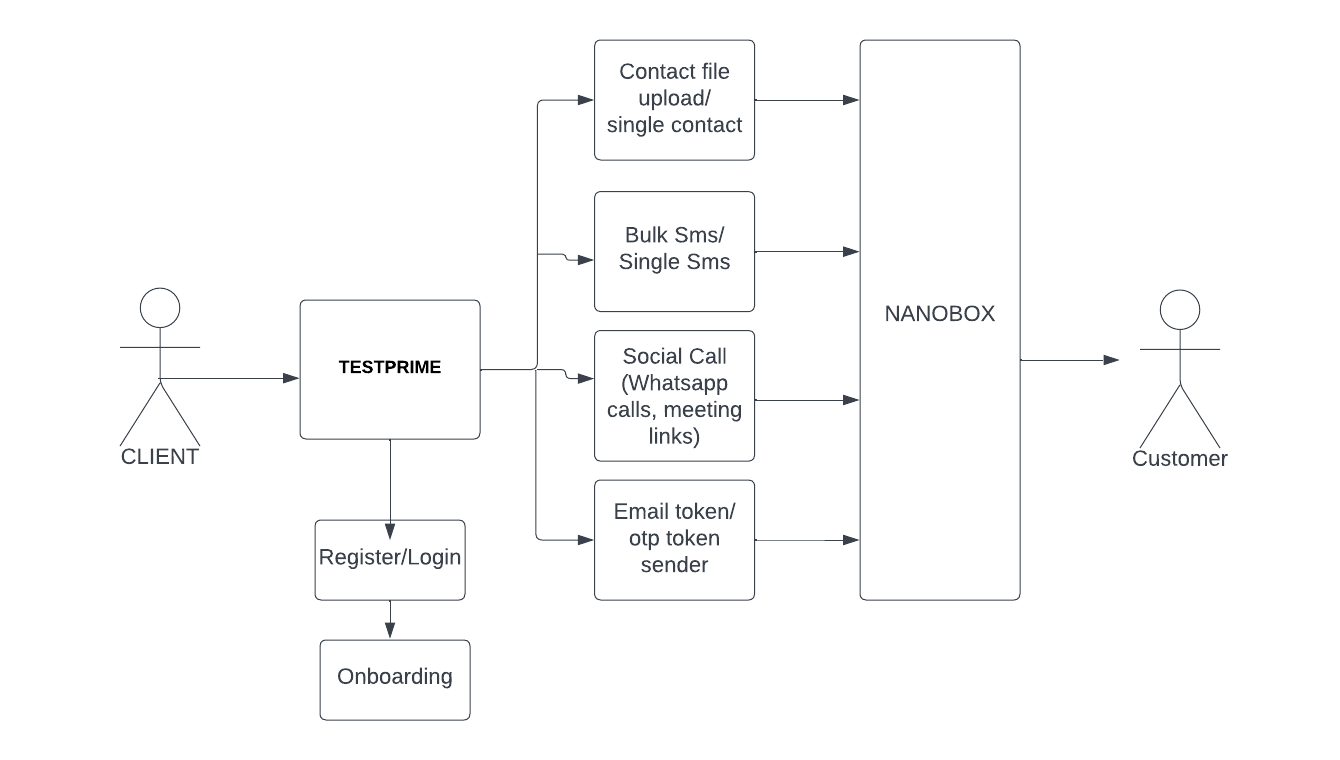 Contact file
upload/
single contact
Bulk Sms/
Single Sms
NANOBOX
TESTPRIME
Social Call
(Whatsapp
calls, meeting
links)
CLIENT
Customer
Email token/
otp token
sender
Register/Login
Onboarding